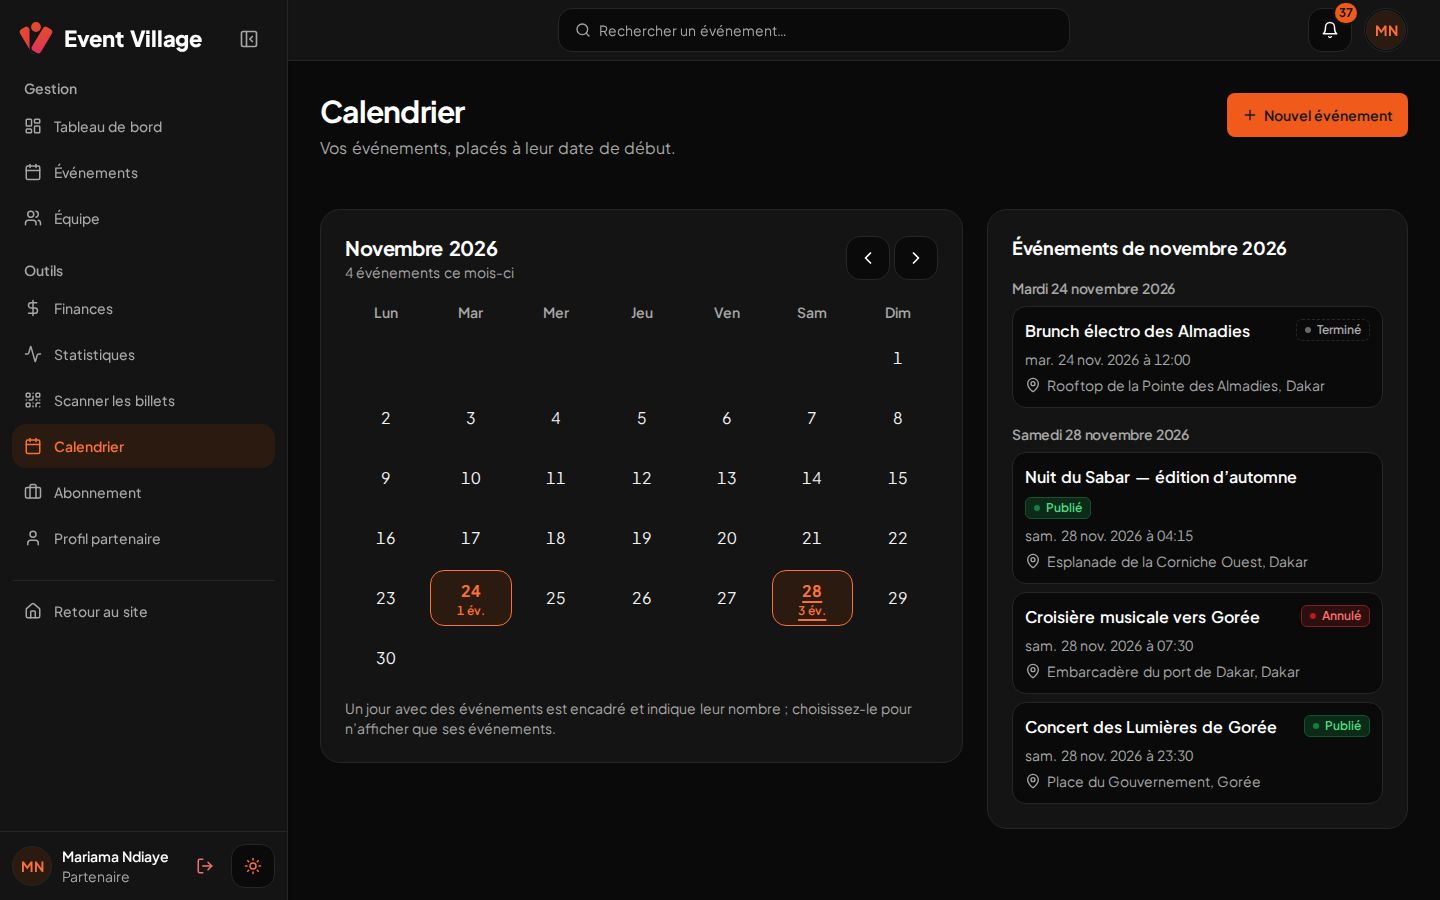 Event Village
Rechercher un événement...
37
MN
Gestion
Tableau de bord
Événements
Équipe
Outils
Finances
Statistiques
Scanner les billets
Calendrier
Abonnement
Profil partenaire
Retour au site
MN
Mariama Ndiaye
Partenaire
Calendrier
Vos événements, placés à leur date de début.
Nouvel événement
Novembre 2026
4 événements ce mois-ci
Lun Mar Mer Jeu Ven Sam Dim
1
2 3 4 5 6 7 8
9 10 11 12 13 14 15
16 17 18 19 20 21 22
23 24 25 26 27 28 29
1 év. 3 év.
30
Un jour avec des événements est encadré et indique leur nombre ; choisissez-le pour
n’afficher que ses événements.
Événements de novembre 2026
Mardi 24 novembre 2026
Brunch électro des Almadies Terminé
mar. 24 nov. 2026 à 12:00
Rooftop de la Pointe des Almadies, Dakar
Samedi 28 novembre 2026
Nuit du Sabar — édition d’automne
Publié
sam. 28 nov. 2026 à 04:15
Esplanade de la Corniche Ouest, Dakar
Croisière musicale vers Gorée Annulé
sam. 28 nov. 2026 à 07:30
Embarcadère du port de Dakar, Dakar
Concert des Lumières de Gorée Publié
sam. 28 nov. 2026 à 23:30
Place du Gouvernement, Gorée